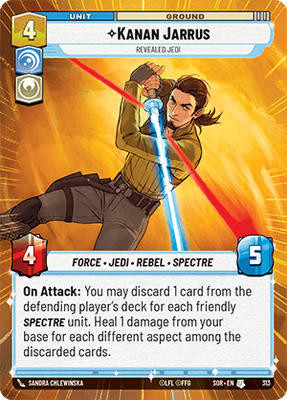 4
UNIT
GROUND
✧KANAN JARRUS
REVEALED JEDI
4
5
FORCE • JEDI • REBEL • SPECTRE
On Attack: You may discard 1 card from the
defending player's deck for each friendly
SPECTRE unit. Heal 1 damage from your
base for each different aspect among the
discarded cards.
SANDRA CHLEWINSKA
©LFL ©FFG
SOR • EN
313